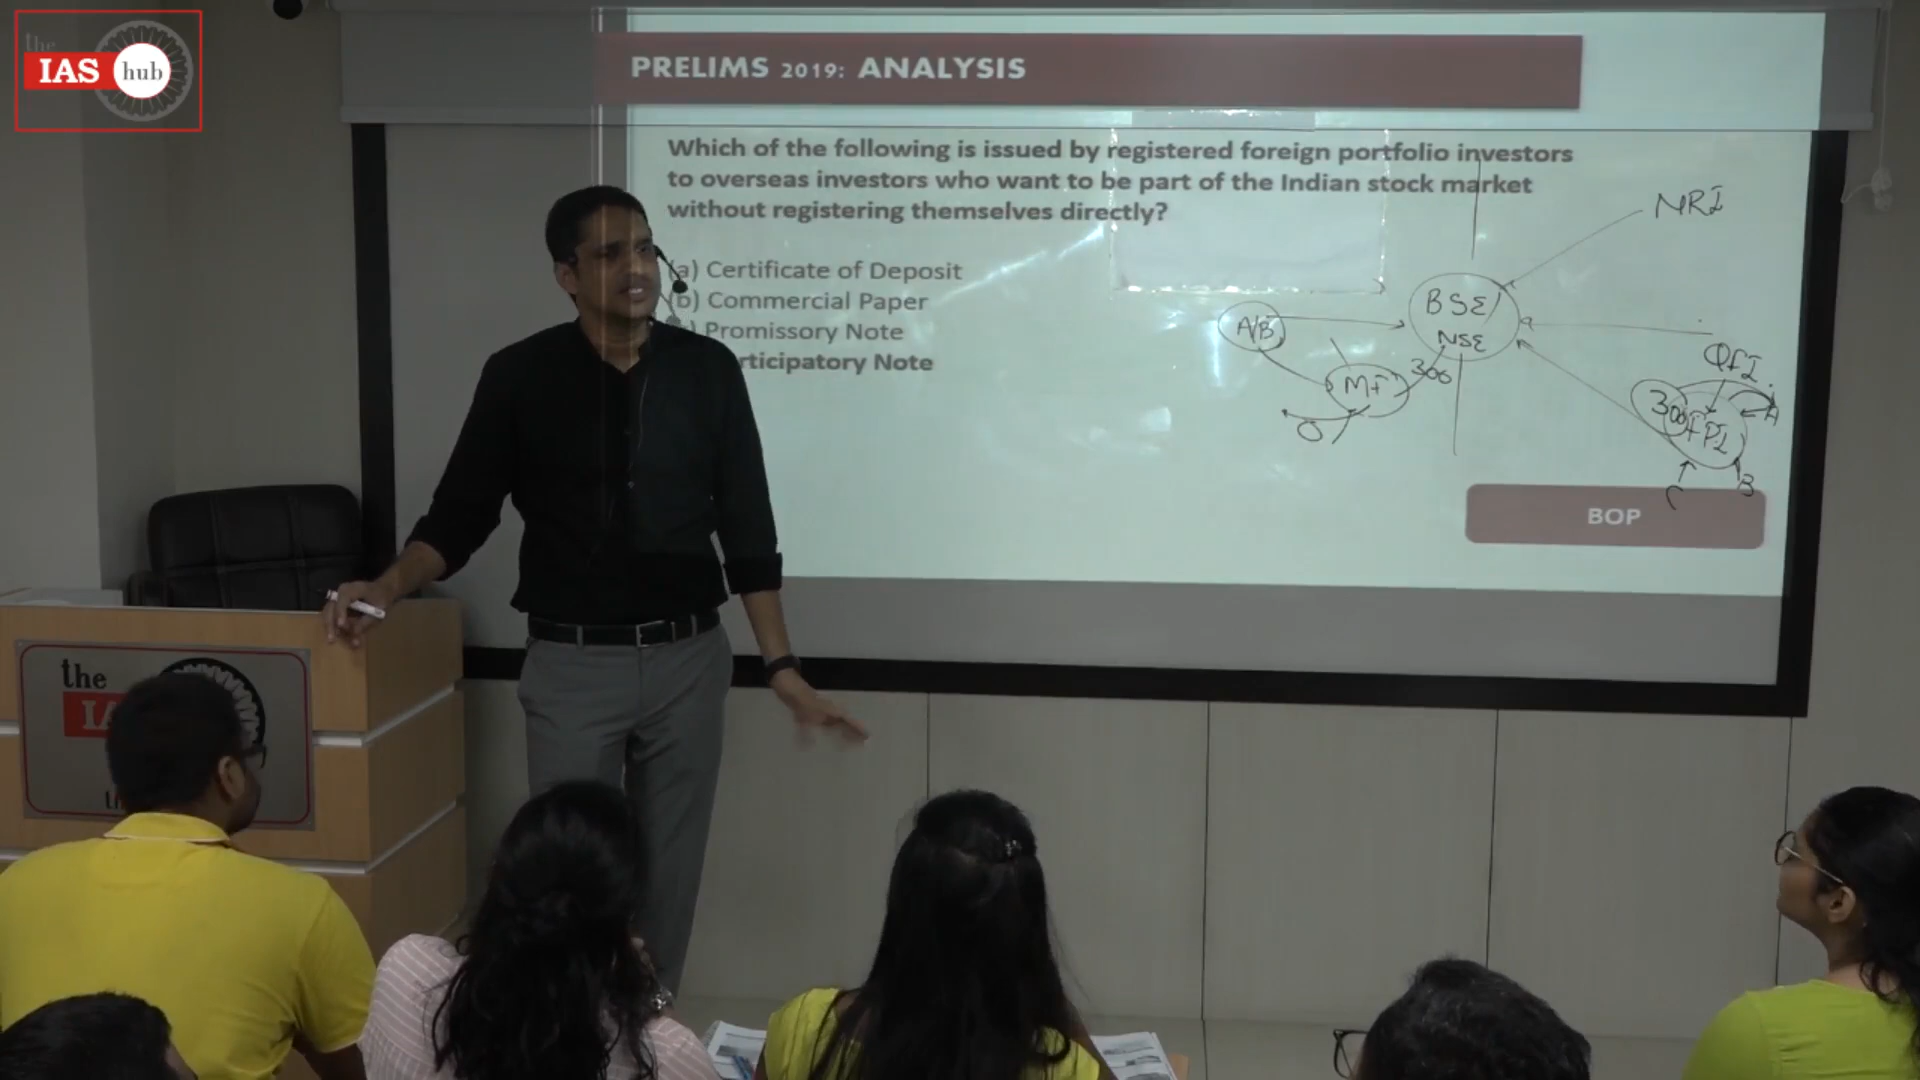 the
IAS hub
PRELIMS 2019: ANALYSIS
Which of the following is issued by registered foreign portfolio investors
to overseas investors who want to be part of the Indian stock market
without registering themselves directly?
(a) Certificate of Deposit
(b) Commercial Paper
Promissory Note
rticipatory Note
NRI
BSE/
NSE
A/B
MF
300
QFI
300
FPI
A
B
C
BOP
the
IA